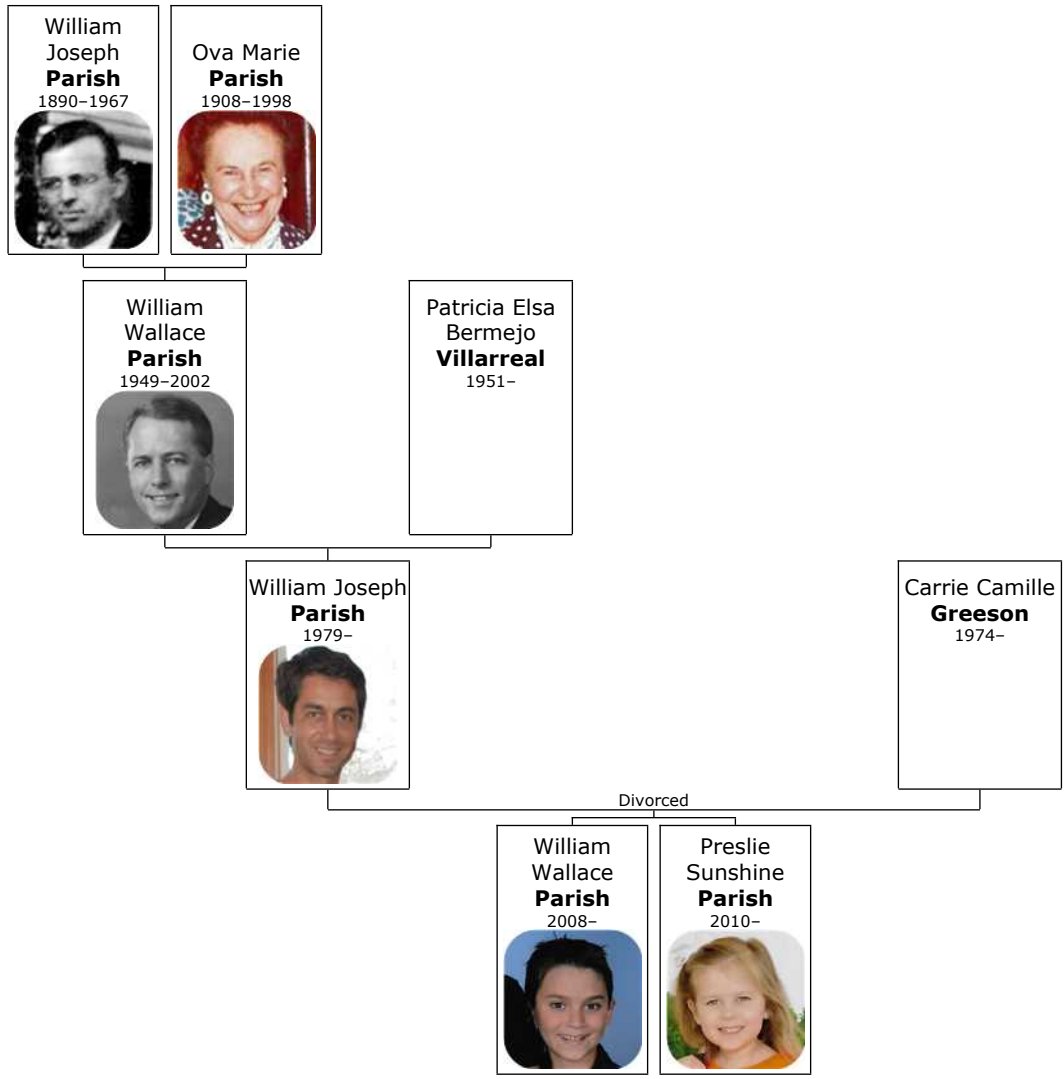 William
Joseph
Parish
1890–1967
Ova Marie
Parish
1908–1998
William
Wallace
Parish
1949–2002
Patricia Elsa
Bermejo
Villarreal
1951–
William Joseph
Parish
1979–
Carrie Camille
Greeson
1974–
Divorced
William
Wallace
Parish
2008–
Preslie
Sunshine
Parish
2010–